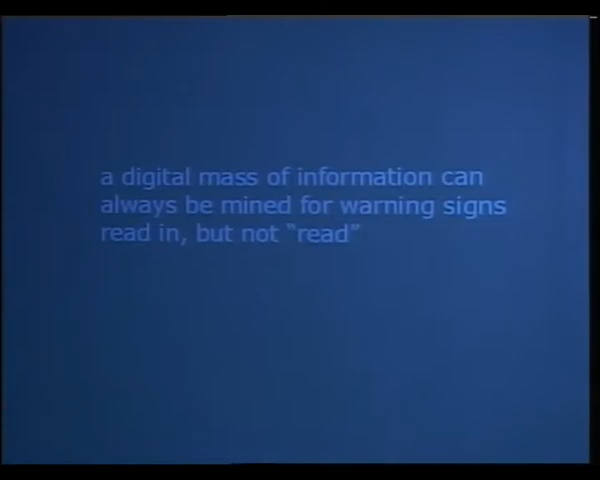 a digital mass of information can
always be mined for warning signs
read in, but not “read”